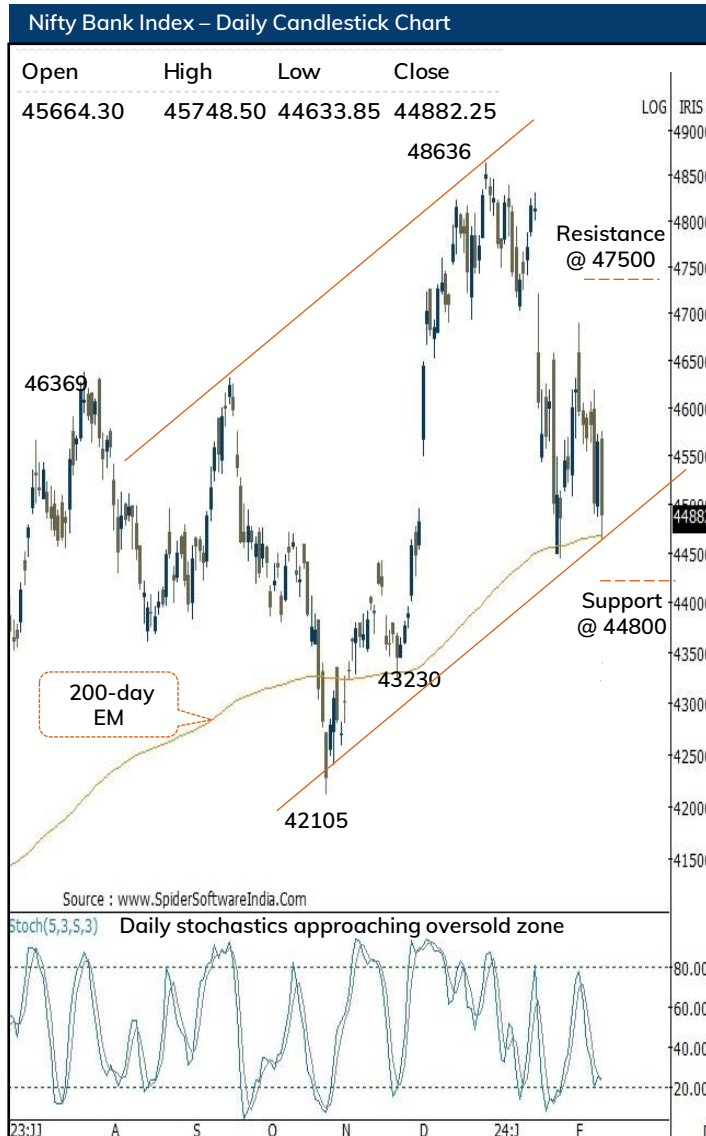 Nifty Bank Index – Daily Candlestick Chart
Open High Low Close
45664.30 45748.50 44633.85 44882.25
LOG IRIS
49000
48636
48500
48000
Resistance
@ 47500
47500
47000
46500
46369
46000
45500
44500
Support
@ 44800
44000
43500
43230
200-day
EM
43000
42500
42105
42000
41500
Source : www.SpiderSoftwareIndia.Com
Stoch(5,3,S,3) Daily stochastics approaching oversold zone
80.00
60.00
40.00
20.00
23:JJ A S O N D 24:J F